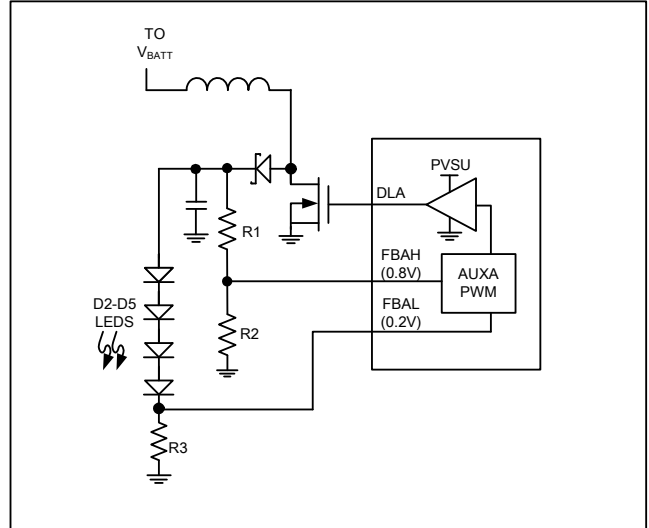 TO
VBATT
PVSU
DLA
R1
FBAH
(0.8V)
AUXA
PWM
FBAL
(0.2V)
D2-D5
LEDS
R2
R3